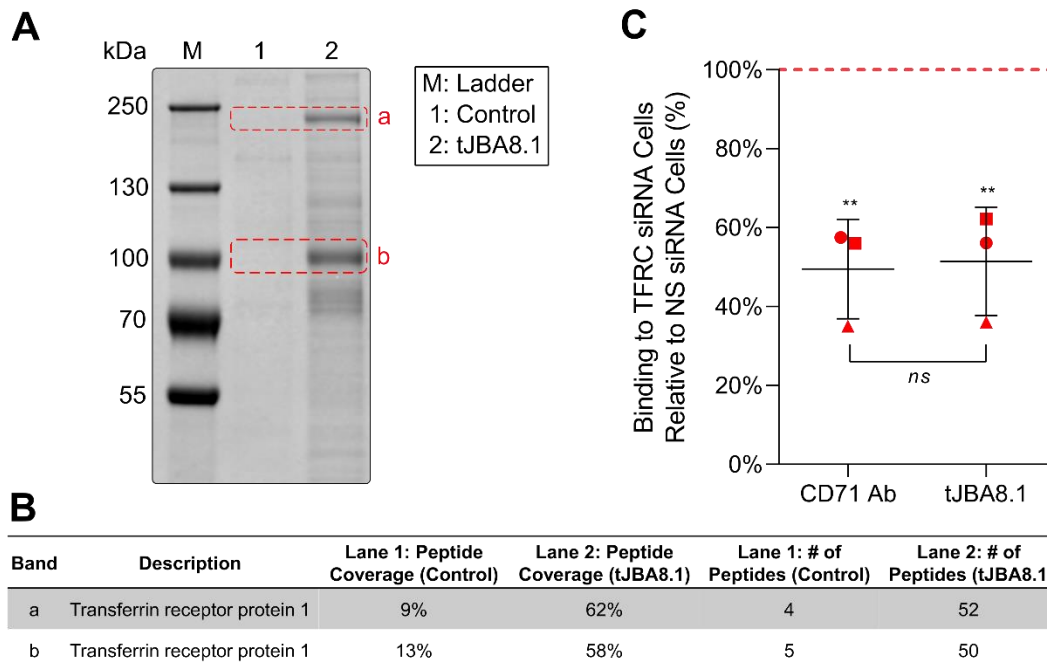 A
kDa M 1 2
250
130
100
70
55
a
b
M: Ladder
1: Control
2: tJBA8.1
C
Binding to TFRC siRNA Cells
Relative to NS siRNA Cells (%)
100%
80%
60%
40%
20%
0%
** **
ns
CD71 Ab tJBA8.1
B
Band Description Lane 1: Peptide Coverage (Control) Lane 2: Peptide Coverage (tJBA8.1) Lane 1: # of Peptides (Control) Lane 2: # of Peptides (tJBA8.1
a Transferrin receptor protein 1 9% 62% 4 52
b Transferrin receptor protein 1 13% 58% 5 50